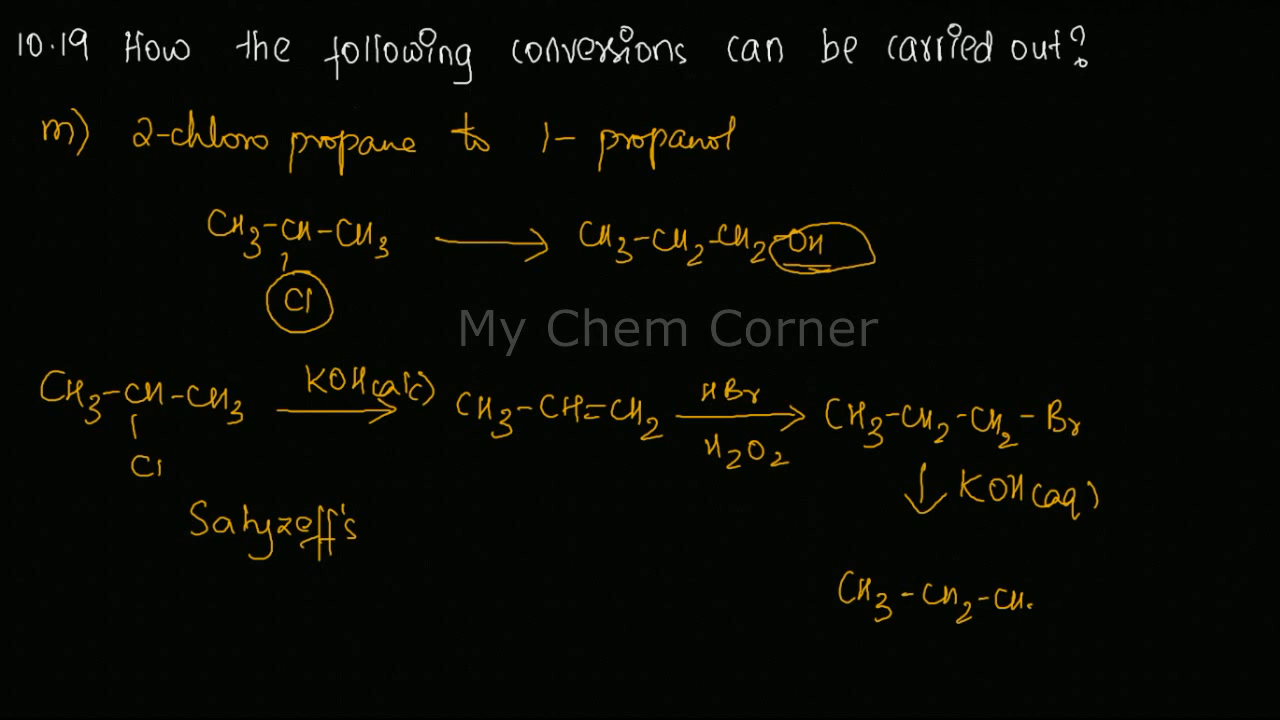 10.19 How the following conversions can be carried out?
m) 2-chloro propane to 1- propanol
CH3-CH-CH3 → CH3-CH2-CH2-OH
Cl
My Chem Corner
CH3-CH-CH3 KOH(alc) → CH3-CH=CH2 HBr → H2O2 CH3-CH2-CH2-Br
Cl
↓ KOH(aq)
Satyzeff's
CH3-CH2-CH